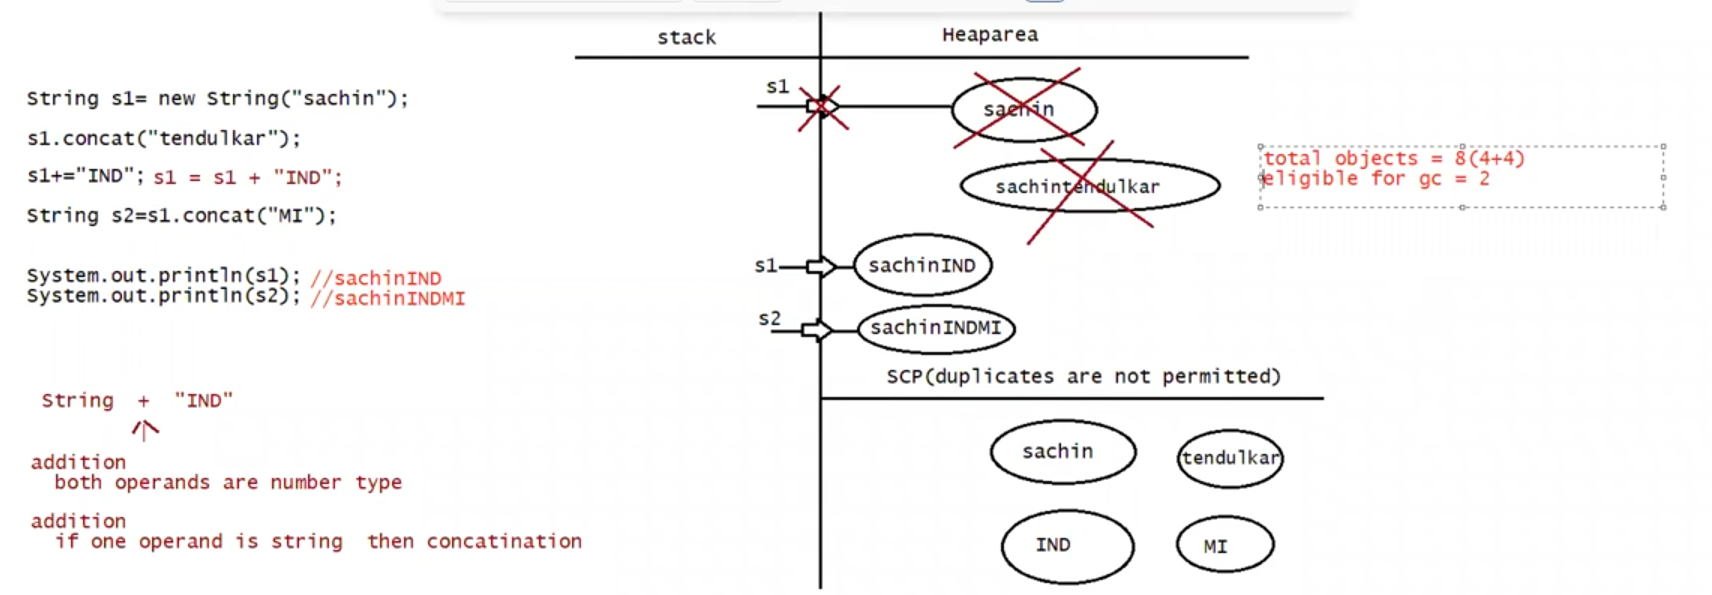 stack
Heaparea
String s1= new String("sachin");
s1.concat("tendulkar");
s1+="IND"; s1 = s1 + "IND";
String s2=s1.concat("MI");
System.out.println(s1); //sachinIND
System.out.println(s2); //sachinINDMI
String + "IND"
addition
both operands are number type
addition
if one operand is string then concatination
s1
sachin
sachintendulkar
s1
sachinIND
s2
sachinINDMI
total objects = 8(4+4)
eligible for gc = 2
SCP(duplicates are not permitted)
sachin
tendulkar
IND
MI